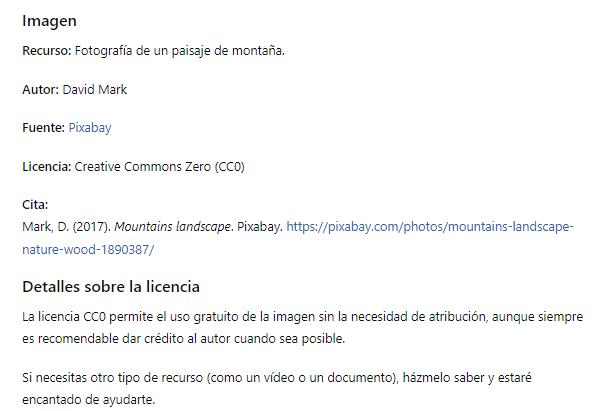 Imagen
Recurso: Fotografía de un paisaje de montaña.
Autor: David Mark
Fuente: Pixabay
Licencia: Creative Commons Zero (CC0)
Cita:
Mark, D. (2017). Mountains landscape. Pixabay. https://pixabay.com/photos/mountains-landscape-
nature-wood-1890387/
Detalles sobre la licencia
La licencia CC0 permite el uso gratuito de la imagen sin la necesidad de atribución, aunque siempre
es recomendable dar crédito al autor cuando sea posible.
Si necesitas otro tipo de recurso (como un vídeo o un documento), házmelo saber y estaré
encantado de ayudarte.